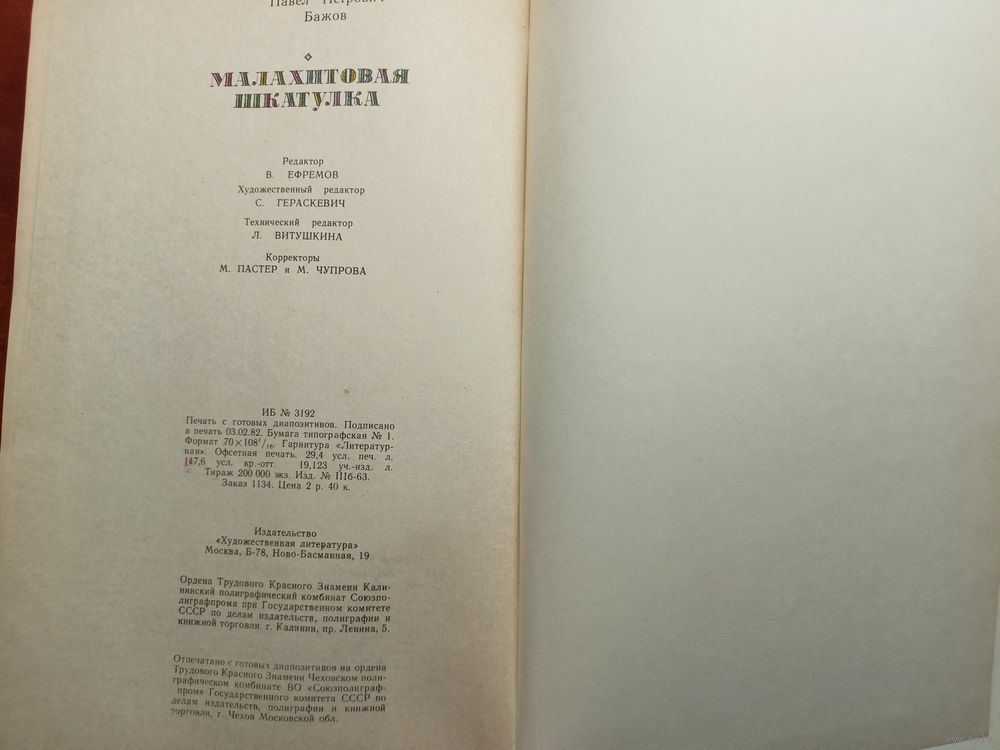 Павел Петрович
Бажов
МАЛАХИТОВАЯ
ШКАТУЛКА
Редактор
В. ЕФРЕМОВ
Художественный редактор
С. ГЕРАСКЕВИЧ
Технический редактор
Л. ВИТУШКИНА
Корректоры
М. ПАСТЕР и М. ЧУПРОВА
ИБ № 3192
Печать с готовых диапозитивов. Подписано
в печать 03.02.82. Бумага типографская № 1.
Формат 70×108¹/₁₆. Гарнитура «Литератур-
ная». Офсетная печать. 29,4 усл. печ. л.
117,6 усл. кр.-отт. 19,123 уч.-изд. л.
Тираж 200 000 экз. Изд. № IIIб-63.
Заказ 1134. Цена 2 р. 40 к.
Издательство
«Художественная литература»
Москва, Б-78, Ново-Басманная, 19
Ордена Трудового Красного Знамени Кали-
нинский полиграфический комбинат Союзпо-
лиграфпрома при Государственном комитете
СССР по делам издательств, полиграфии и
книжной торговли. г. Калинин, пр. Ленина, 5.
Отпечатано с готовых диапозитивов на ордена
Трудового Красного Знамени Чеховском поли-
графическом комбинате ВО «Союзполиграф-
пром» Государственного комитета СССР по
делам издательств, полиграфии и книжной
торговли, г. Чехов Московской обл.